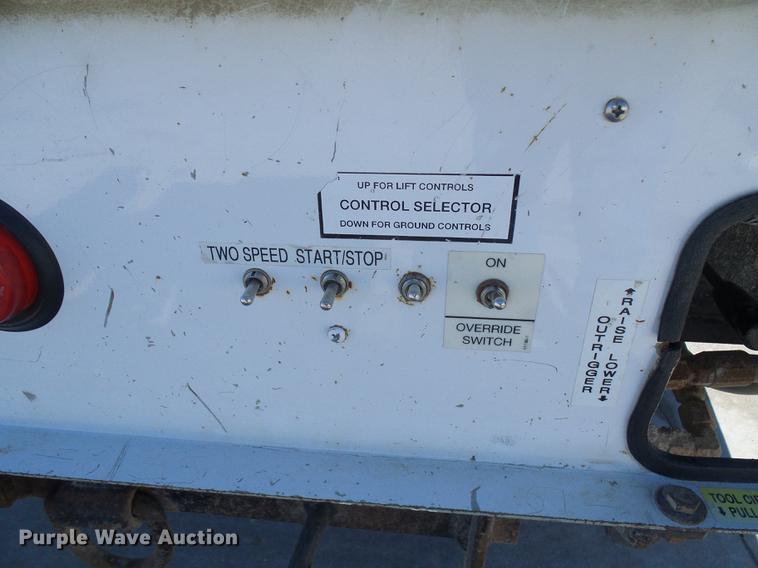 UP FOR LIFT CONTROLS
CONTROL SELECTOR
DOWN FOR GROUND CONTROLS
TWO SPEED START/STOP
ON
OVERRIDE
SWITCH
RAISE LOWER
OUTRIGGER
TOOL
PULL
Purple Wave Auction